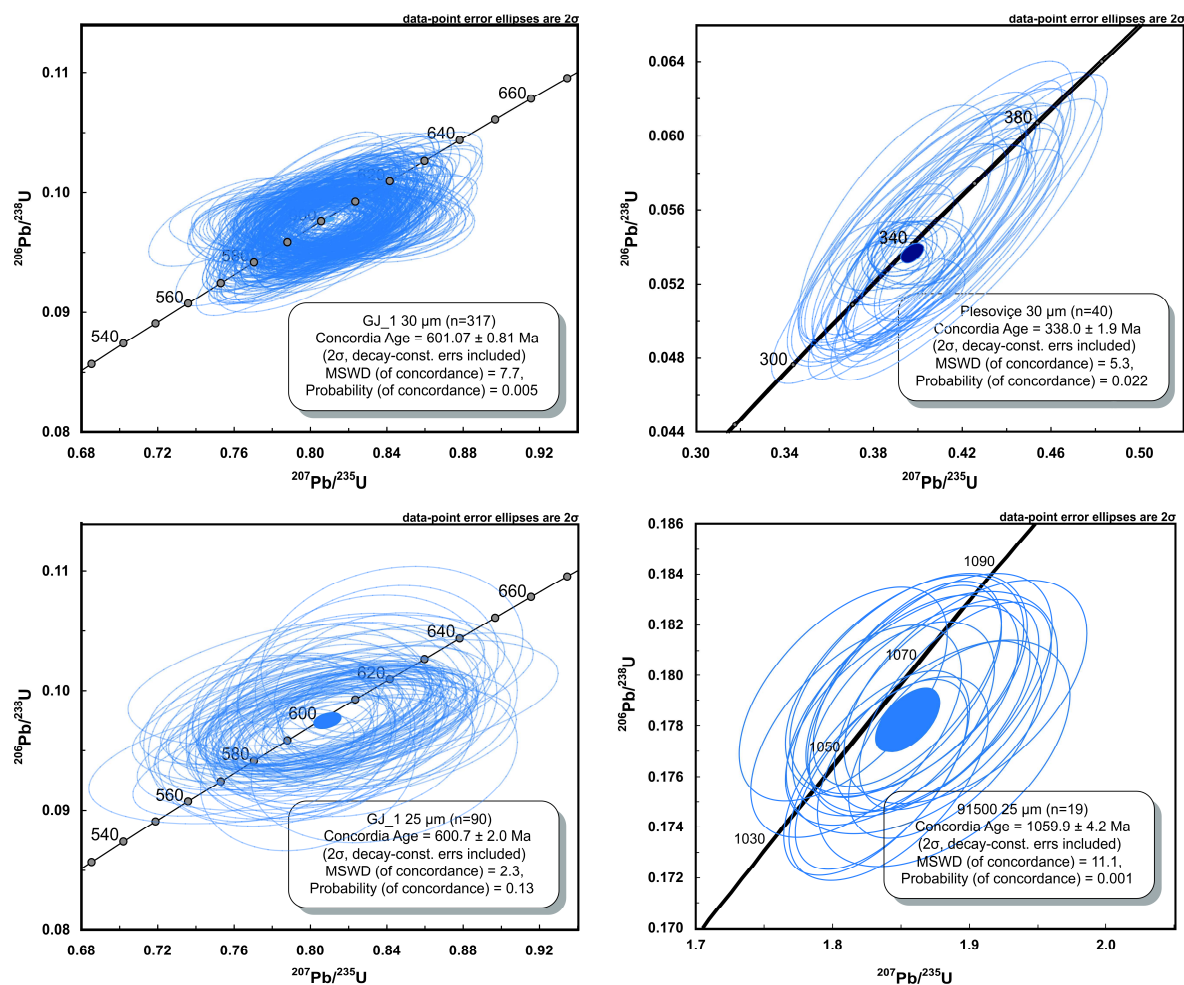 data-point error ellipses are 2σ
0.11
0.10
0.09
0.08
206Pb/238U
540
560
580
640
660
GJ_1 30 µm (n=317)
Concordia Age = 601.07 ± 0.81 Ma
(2σ, decay-const. errs included)
MSWD (of concordance) = 7.7,
Probability (of concordance) = 0.005
0.68
0.72
0.76
0.80
0.84
0.88
0.92
207Pb/235U
data-point error ellipses are 2σ
0.064
0.060
0.056
0.052
0.048
0.044
206Pb/238U
300
340
380
Plesoviçe 30 µm (n=40)
Concordia Age = 338.0 ± 1.9 Ma
(2σ, decay-const. errs included)
MSWD (of concordance) = 5.3,
Probability (of concordance) = 0.022
0.30
0.34
0.38
0.42
0.46
0.50
207Pb/235U
data-point error ellipses are 2σ
0.11
0.10
0.09
0.08
206Pb/233U
540
560
580
600
620
640
660
GJ_1 25 µm (n=90)
Concordia Age = 600.7 ± 2.0 Ma
(2σ, decay-const. errs included)
MSWD (of concordance) = 2.3,
Probability (of concordance) = 0.13
0.68
0.72
0.76
0.80
0.84
0.88
0.92
207Pb/235U
data-point error ellipses are 2σ
0.186
0.184
0.182
0.180
0.178
0.176
0.174
0.172
0.170
206Pb/238U
1030
1050
1070
1090
91500 25 µm (n=19)
Concordia Age = 1059.9 ± 4.2 Ma
(2σ, decay-const. errs included)
MSWD (of concordance) = 11.1,
Probability (of concordance) = 0.001
1.7
1.8
1.9
2.0
207Pb/235U